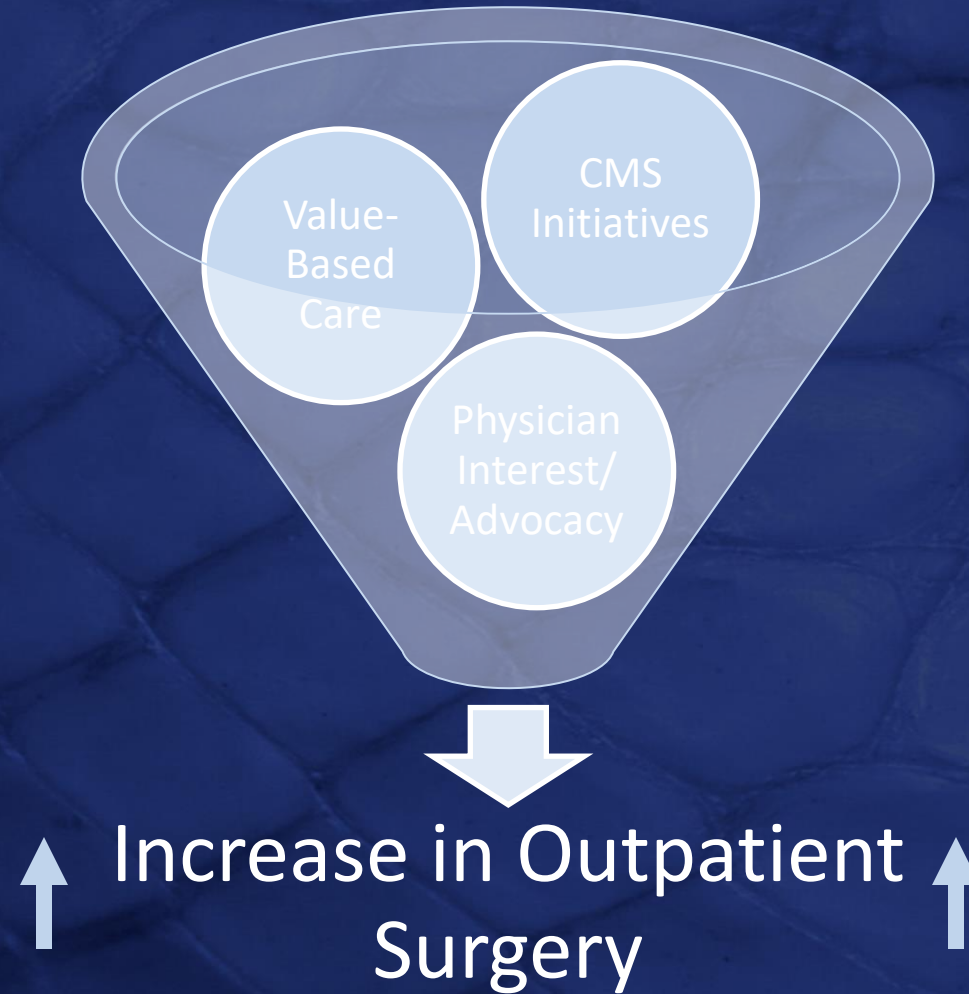 Value-
Based
Care
CMS
Initiatives
Physician
Interest/
Advocacy
Increase in Outpatient
Surgery